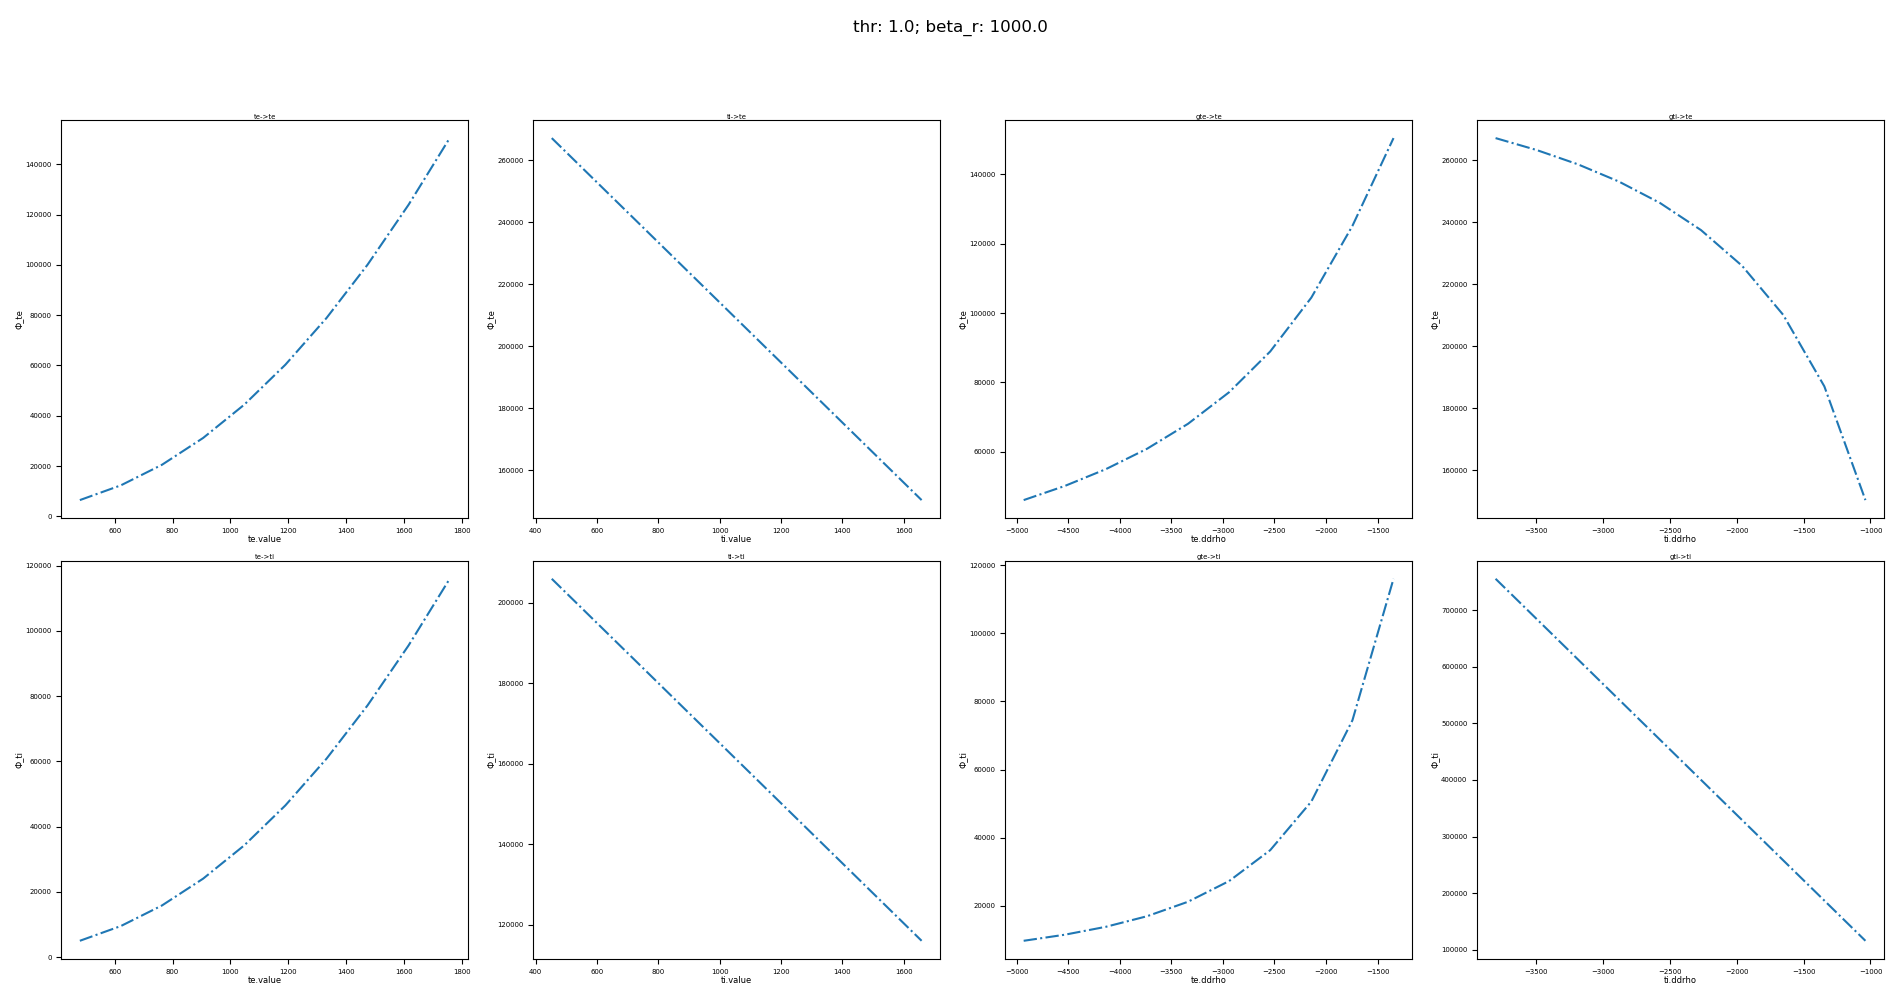 thr: 1.0; beta_r: 1000.0
te->te
140000
120000
100000
80000
60000
40000
20000
0
Φ_te
600 800 1000 1200 1400 1600 1800
te.value
ti->te
260000
240000
220000
200000
180000
160000
Φ_te
400 600 800 1000 1200 1400 1600
ti.value
gte->te
140000
120000
100000
80000
60000
Φ_te
−5000 −4500 −4000 −3500 −3000 −2500 −2000 −1500
te.ddrho
gti->te
260000
240000
220000
200000
180000
160000
Φ_te
−3500 −3000 −2500 −2000 −1500 −1000
ti.ddrho
te->ti
120000
100000
80000
60000
40000
20000
0
Φ_ti
600 800 1000 1200 1400 1600 1800
te.value
ti->ti
200000
180000
160000
140000
120000
Φ_ti
400 600 800 1000 1200 1400 1600
ti.value
gte->ti
120000
100000
80000
60000
40000
20000
Φ_ti
−5000 −4500 −4000 −3500 −3000 −2500 −2000 −1500
te.ddrho
gti->ti
700000
600000
500000
400000
300000
200000
100000
Φ_ti
−3500 −3000 −2500 −2000 −1500 −1000
ti.ddrho